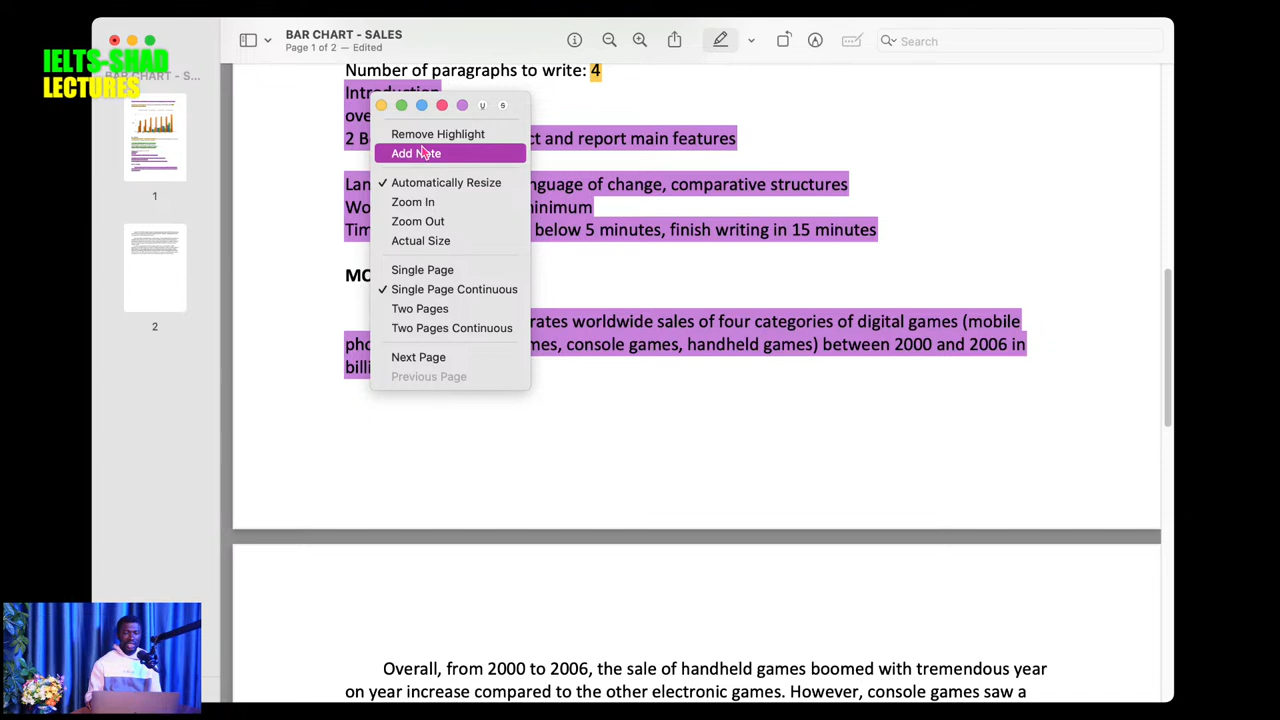 IELTS-SHAD
LECTURES
BAR CHART - SALES
Page 1 of 2 — Edited
Search
BAR CHART - S...
1
2
Number of paragraphs to write: 4
Introduction
ove
2 B ct and report main features
Lan nguage of change, comparative structures
Wo inimum
Tim below 5 minutes, finish writing in 15 minutes
MO
rates worldwide sales of four categories of digital games (mobile
pho mes, console games, handheld games) between 2000 and 2006 in
billi
U S
Remove Highlight
Add Note
✓ Automatically Resize
Zoom In
Zoom Out
Actual Size
Single Page
✓ Single Page Continuous
Two Pages
Two Pages Continuous
Next Page
Previous Page
Overall, from 2000 to 2006, the sale of handheld games boomed with tremendous year
on year increase compared to the other electronic games. However, console games saw a